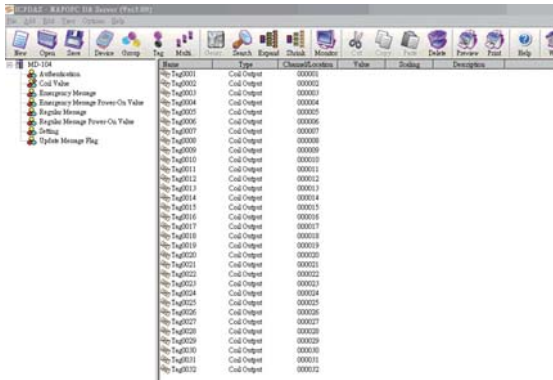 ICPDAS - NAPOPC DA Server (Ver3.00)
File Add Edit View Options Help
New Open Save Device Group Tag Multi. Search Expand Shrink Monitor Cut Copy Paste Delete Preview Print Help
MD-104
Authentication
Coil Value
Emergency Message
Emergency Message Power-On Value
Regular Message
Regular Message Power-On Value
Setting
Update Message Flag
Name Type Channel/Location Value Scaling Description
Tag0001 Coil Output 000001
Tag0002 Coil Output 000002
Tag0003 Coil Output 000003
Tag0004 Coil Output 000004
Tag0005 Coil Output 000005
Tag0006 Coil Output 000006
Tag0007 Coil Output 000007
Tag0008 Coil Output 000008
Tag0009 Coil Output 000009
Tag0010 Coil Output 000010
Tag0011 Coil Output 000011
Tag0012 Coil Output 000012
Tag0013 Coil Output 000013
Tag0014 Coil Output 000014
Tag0015 Coil Output 000015
Tag0016 Coil Output 000016
Tag0017 Coil Output 000017
Tag0018 Coil Output 000018
Tag0019 Coil Output 000019
Tag0020 Coil Output 000020
Tag0021 Coil Output 000021
Tag0022 Coil Output 000022
Tag0023 Coil Output 000023
Tag0024 Coil Output 000024
Tag0025 Coil Output 000025
Tag0026 Coil Output 000026
Tag0027 Coil Output 000027
Tag0028 Coil Output 000028
Tag0029 Coil Output 000029
Tag0030 Coil Output 000030
Tag0031 Coil Output 000031
Tag0032 Coil Output 000032